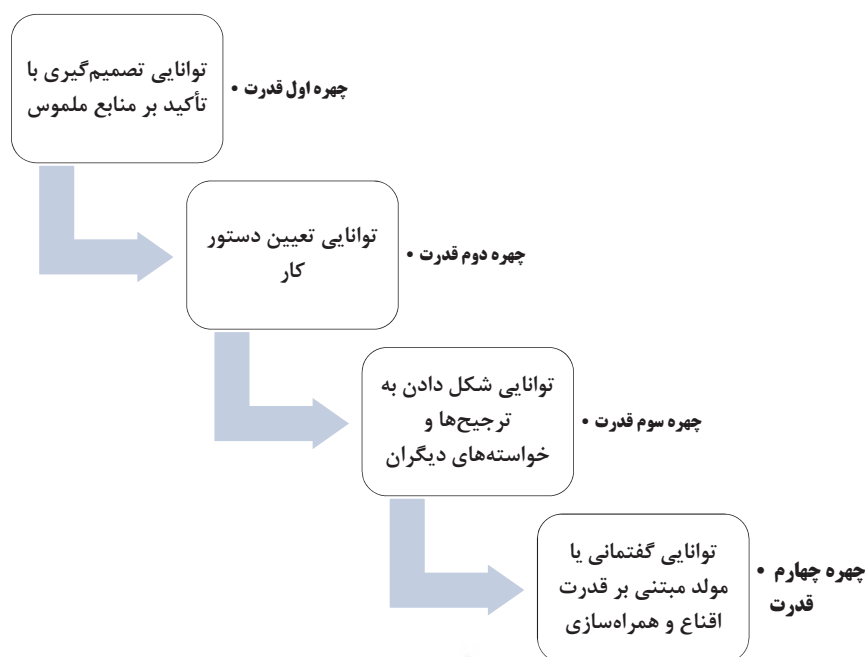 توانایی تصمیم‌گیری با
تأکید بر منابع ملموس
• چهره اول قدرت
توانایی تعیین دستور
کار
• چهره دوم قدرت
توانایی شکل دادن به
ترجیح‌ها و
خواسته‌های دیگران
• چهره سوم قدرت
توانایی گفتمانی یا
مولد مبتنی بر قدرت
اقناع و همراه‌سازی
• چهره چهارم
قدرت